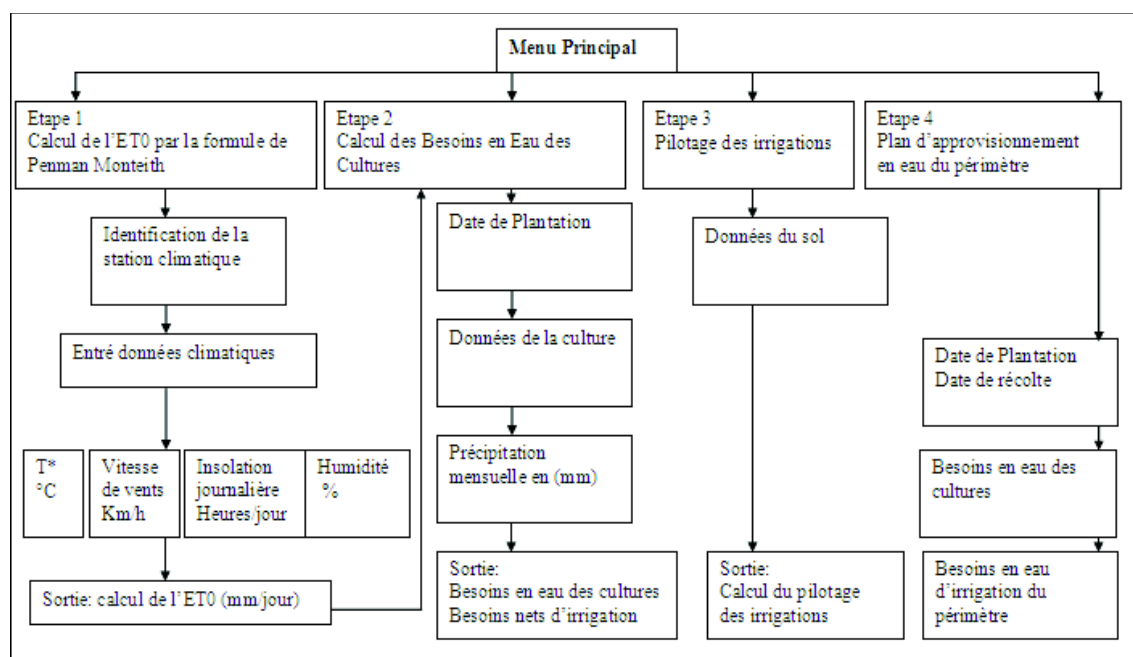 Menu Principal
Etape 1
Calcul de l'ET0 par la formule de
Penman Monteith
Etape 2
Calcul des Besoins en Eau des
Cultures
Etape 3
Pilotage des irrigations
Etape 4
Plan d'approvisionnement
en eau du périmètre
Identification de la
station climatique
Date de Plantation
Données du sol
Entré données climatiques
Données de la culture
Date de Plantation
Date de récolte
T*
°C
Vitesse
de vents
Km/h
Insolation
journalière
Heures/jour
Humidité
%
Précipitation
mensuelle en (mm)
Besoins en eau des
cultures
Sortie: calcul de l'ET0 (mm/jour)
Sortie:
Besoins en eau des cultures
Besoins nets d'irrigation
Sortie:
Calcul du pilotage
des irrigations
Besoins en eau
d'irrigation du
périmètre